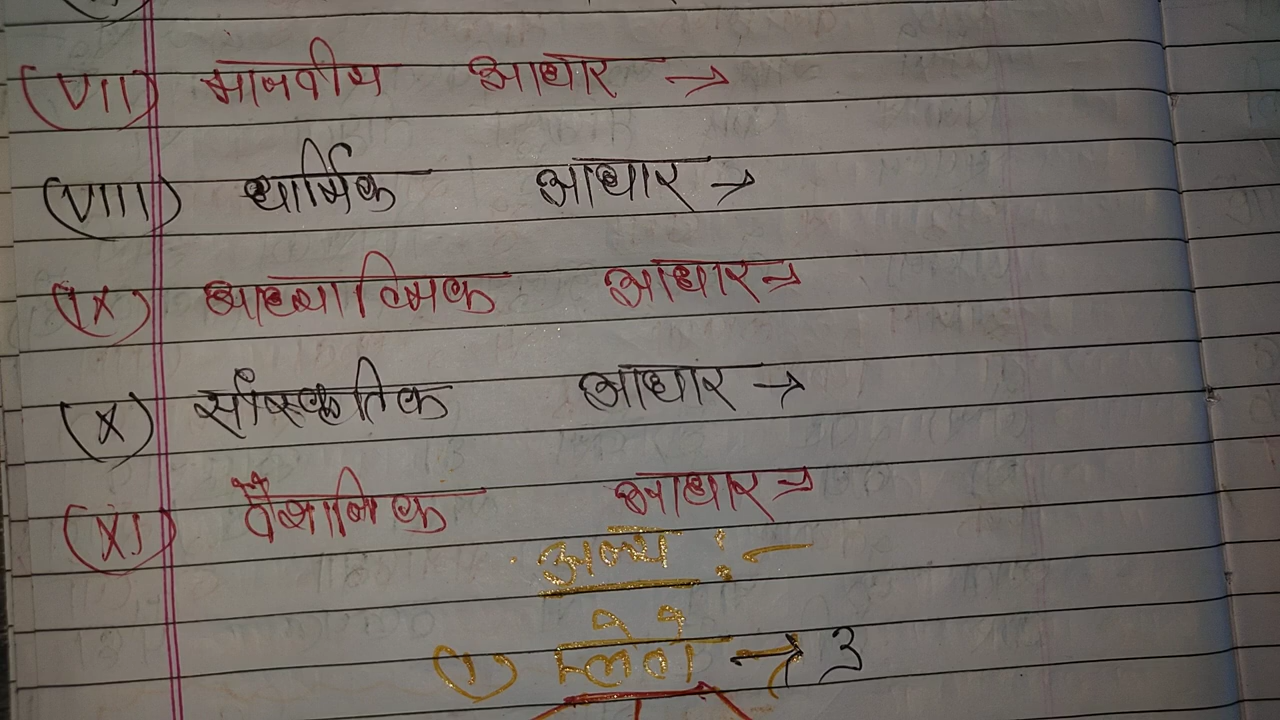 (VII) मानवीय आधार →
(VIII) धार्मिक आधार →
(IX) आध्यात्मिक आधार →
(X) सांस्कृतिक आधार →
(XI) वैज्ञानिक आधार →
अन्य :-
(1) प्लेटो → 3